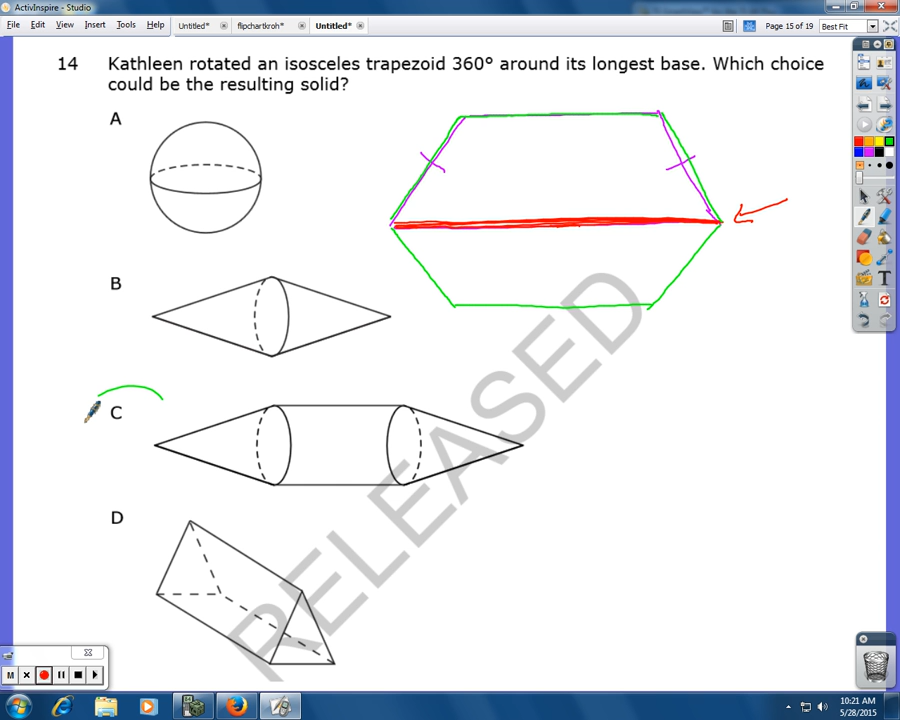 ActivInspire - Studio
File Edit View Insert Tools Help Untitled* flipchartkroh* Untitled* Page 15 of 19 Best Fit
14 Kathleen rotated an isosceles trapezoid 360° around its longest base. Which choice
could be the resulting solid?
A
B
C
D
RELEASED
T
M
10:21 AM
5/28/2015